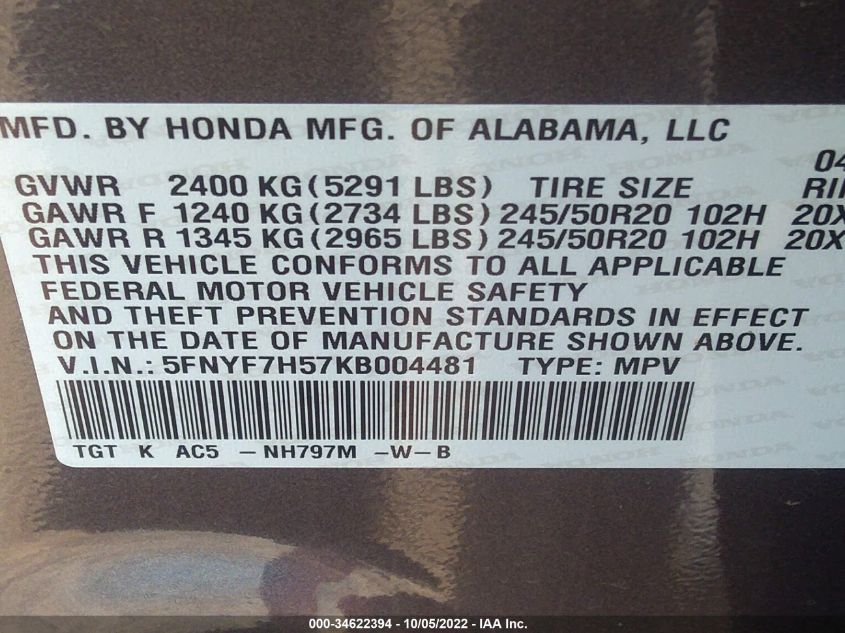 MFD. BY HONDA MFG. OF ALABAMA, LLC
04
GVWR 2400 KG(5291 LBS) TIRE SIZE RI
GAWR F 1240 KG(2734 LBS)245/50R20 102H 20X
GAWR R 1345 KG(2965 LBS)245/50R20 102H 20X
THIS VEHICLE CONFORMS TO ALL APPLICABLE
FEDERAL MOTOR VEHICLE SAFETY
AND THEFT PREVENTION STANDARDS IN EFFECT
ON THE DATE OF MANUFACTURE SHOWN ABOVE.
V.I.N.: 5FNYF7H57KB004481 TYPE: MPV
TGT K AC5 -NH797M -W-B
000-34622394 - 10/05/2022 - IAA Inc.